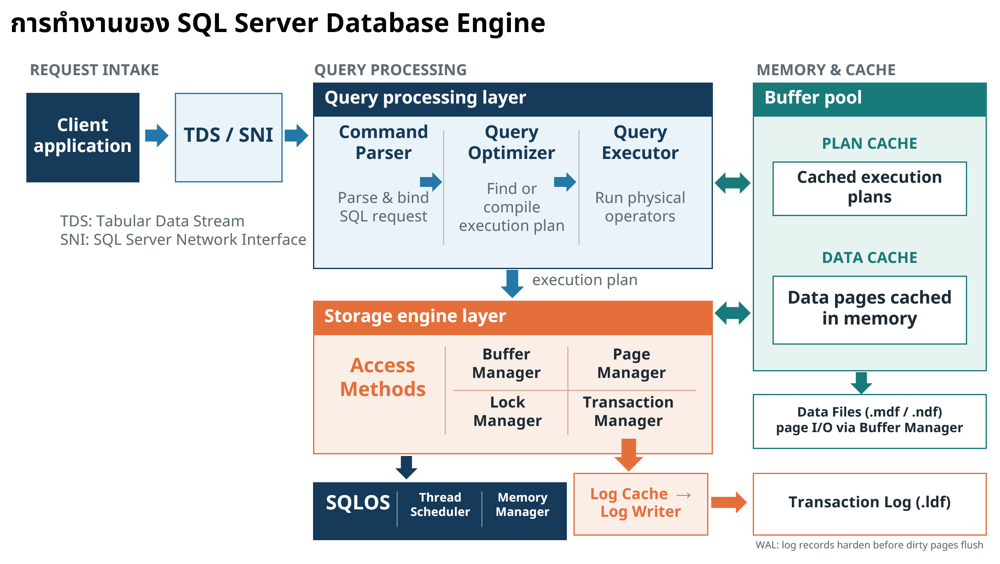 การทำงานของ SQL Server Database Engine
REQUEST INTAKE
Client
application
TDS / SNI
TDS: Tabular Data Stream
SNI: SQL Server Network Interface
QUERY PROCESSING
Query processing layer
Command
Parser
Parse & bind
SQL request
Query
Optimizer
Find or
compile
execution plan
Query
Executor
Run physical
operators
execution plan
Storage engine layer
Access
Methods
Buffer
Manager
Page
Manager
Lock
Manager
Transaction
Manager
SQLOS
Thread
Scheduler
Memory
Manager
Log Cache →
Log Writer
MEMORY & CACHE
Buffer pool
PLAN CACHE
Cached execution
plans
DATA CACHE
Data pages cached
in memory
Data Files (.mdf / .ndf)
page I/O via Buffer Manager
Transaction Log (.ldf)
WAL: log records harden before dirty pages flush